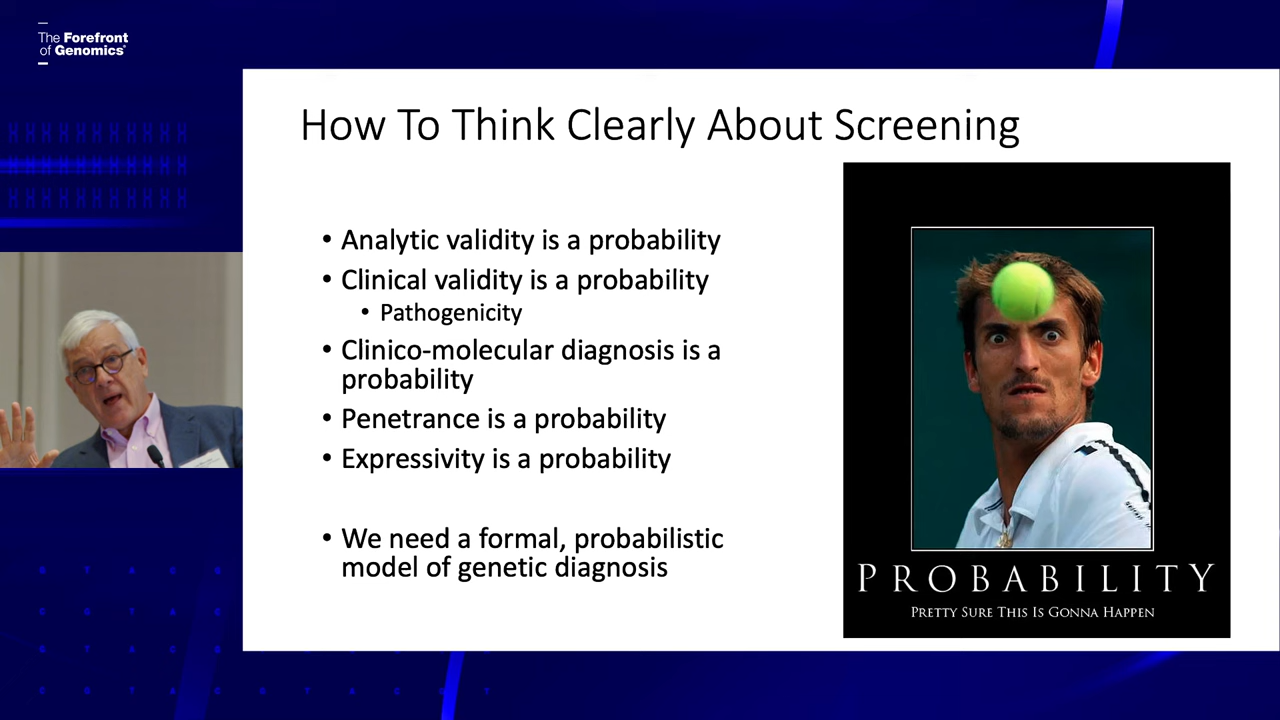 The Forefront
of Genomics
How To Think Clearly About Screening
• Analytic validity is a probability
• Clinical validity is a probability
• Pathogenicity
• Clinico-molecular diagnosis is a
probability
• Penetrance is a probability
• Expressivity is a probability
• We need a formal, probabilistic
model of genetic diagnosis
PROBABILITY
PRETTY SURE THIS IS GONNA HAPPEN